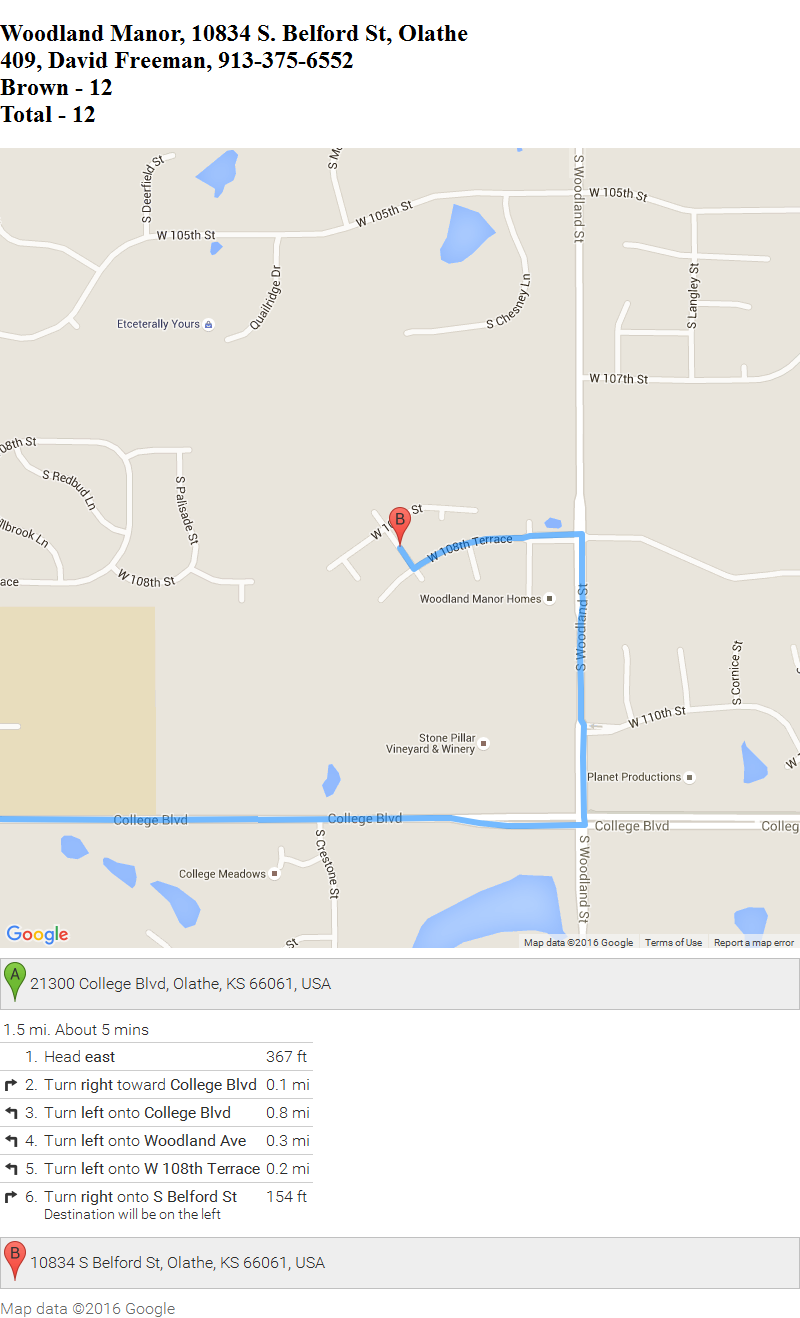 Woodland Manor, 10834 S. Belford St, Olathe
409, David Freeman, 913-375-6552
Brown - 12
Total - 12
S Deerfield St
S Woodland St
W 105th St
W 105th St
W 105th St
Quailridge Dr
S Chesney Ln
S Langley St
Etceterally Yours
W 107th St
08th St
S Redbud Ln
S Palisade St
llbrook Ln
B
W 108th Terrace
ace
W 108th St
Woodland Manor Homes
S Woodland St
S Cornice St
W 110th St
Stone Pillar
Vineyard & Winery
Planet Productions
College Blvd
College Blvd
College Blvd
Colleg
S Crestone St
S Woodland St
College Meadows
St
Google
Map data ©2016 Google
Terms of Use
Report a map error
A
21300 College Blvd, Olathe, KS 66061, USA
1.5 mi. About 5 mins
1. Head east 367 ft
2. Turn right toward College Blvd 0.1 mi
3. Turn left onto College Blvd 0.8 mi
4. Turn left onto Woodland Ave 0.3 mi
5. Turn left onto W 108th Terrace 0.2 mi
6. Turn right onto S Belford St 154 ft
Destination will be on the left
B
10834 S Belford St, Olathe, KS 66061, USA
Map data ©2016 Google